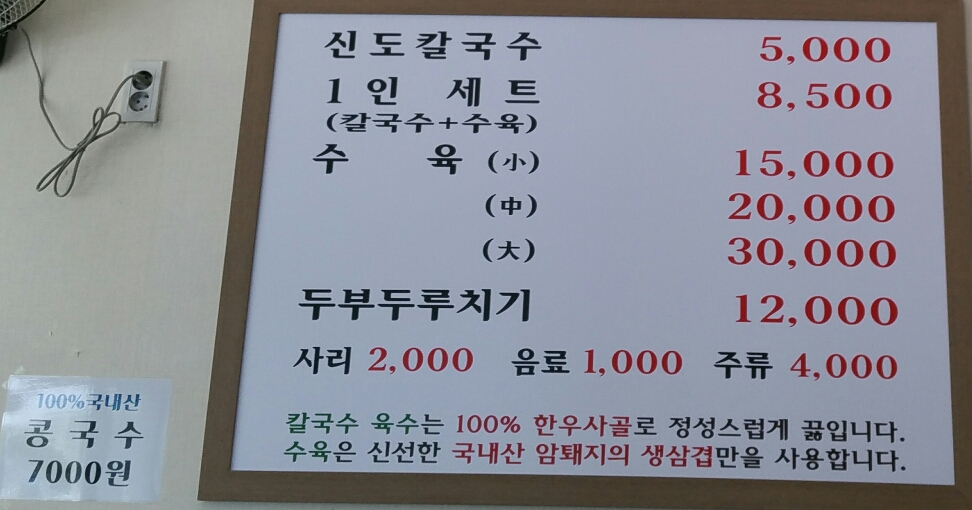 신도칼국수 5,000
1인 세트 8,500
(칼국수+수육)
수육 (小) 15,000
(中) 20,000
(大) 30,000
두부두루치기 12,000
사리 2,000 음료 1,000 주류 4,000
칼국수 육수는 100% 한우사골로 정성스럽게 끓입니다.
수육은 신선한 국내산 암퇘지의 생삼겹만을 사용합니다.
100%국내산
콩국수
7000원